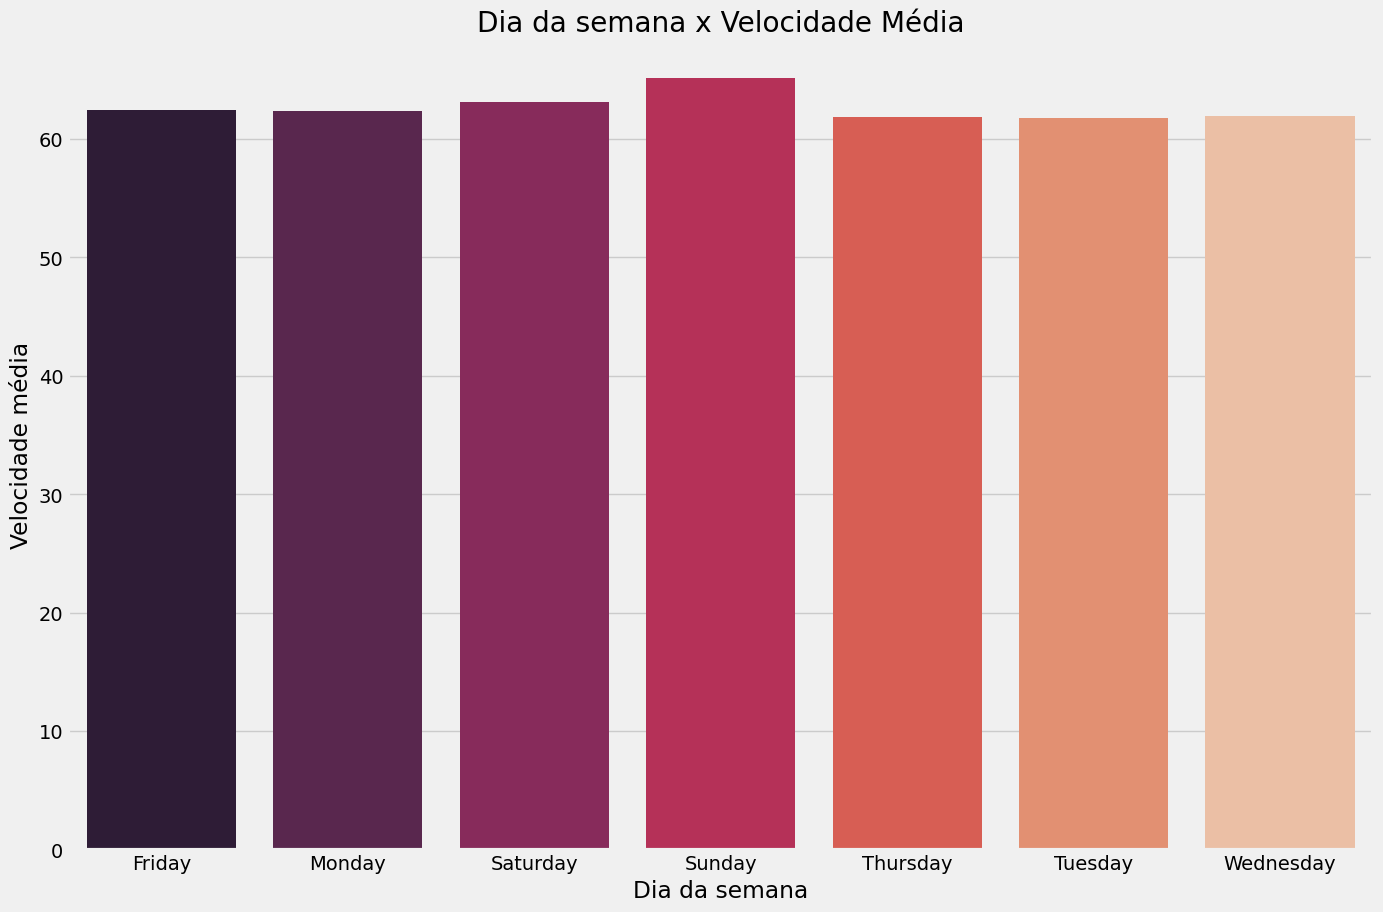 Dia da semana x Velocidade Média
Velocidade média
60
50
40
30
20
10
0
Friday
Monday
Saturday
Sunday
Thursday
Tuesday
Wednesday
Dia da semana